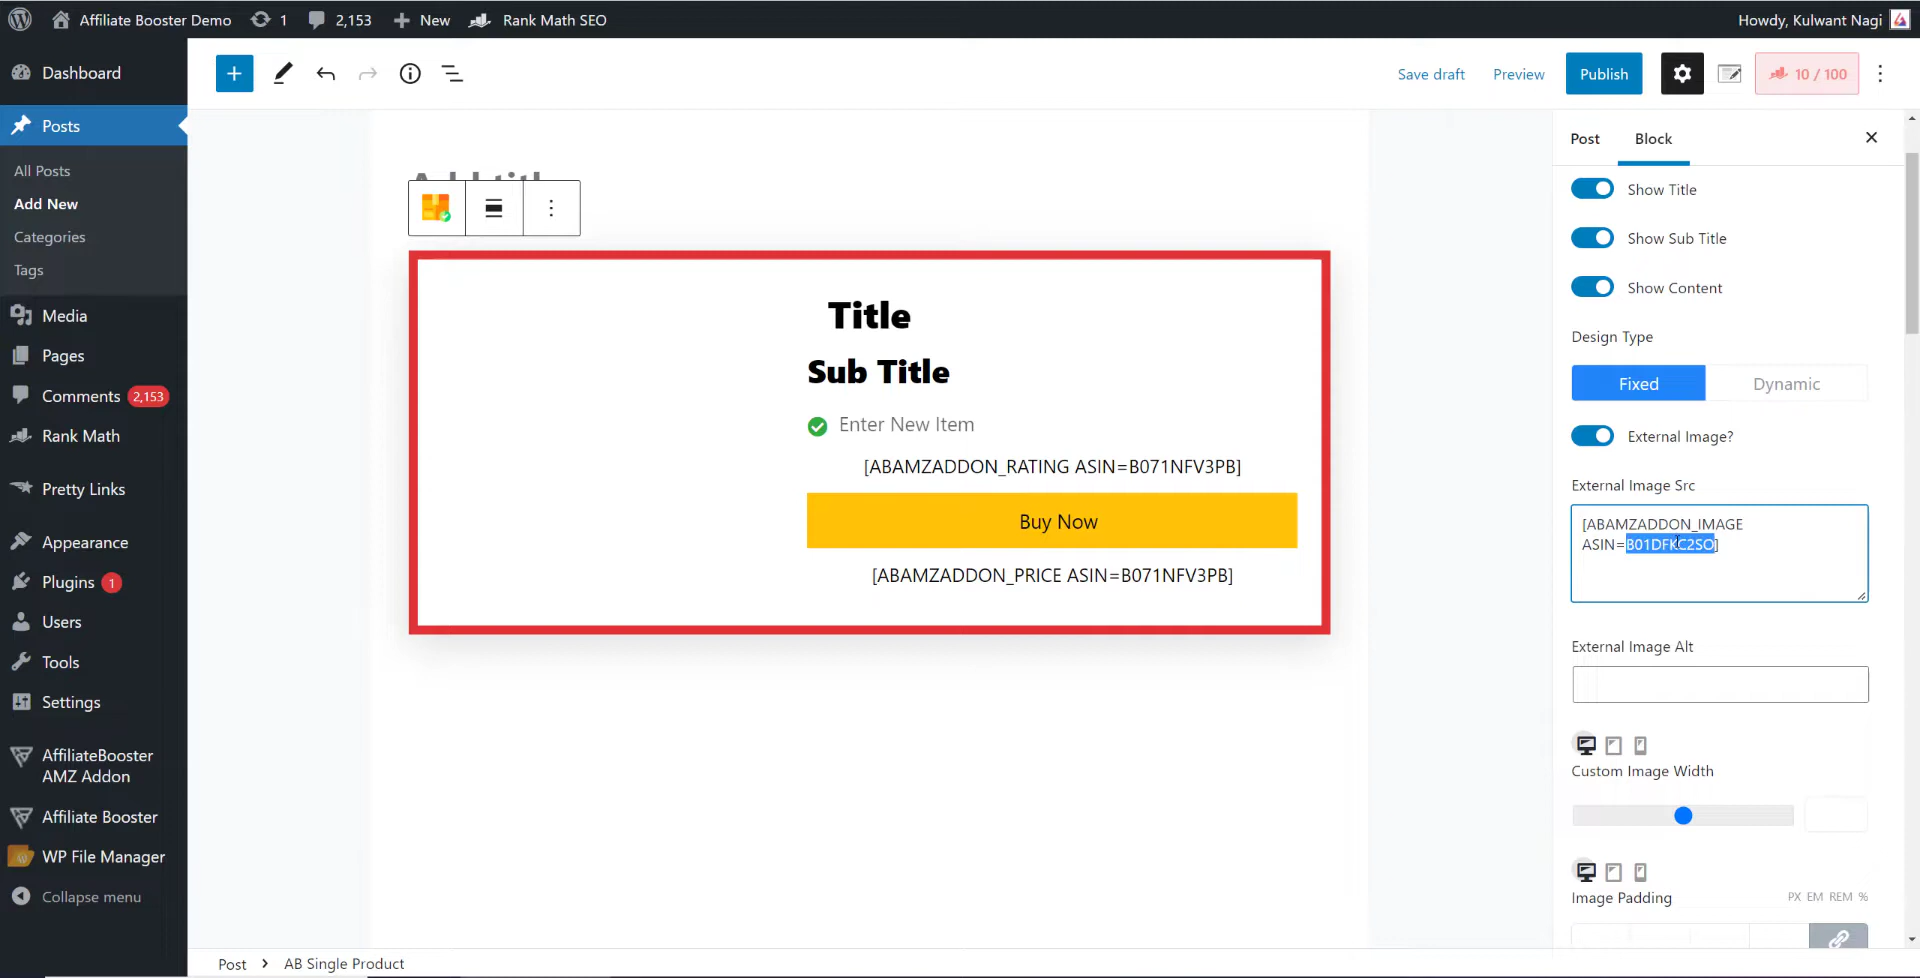 Affiliate Booster Demo 1 2,153 New Rank Math SEO Howdy, Kulwant Nagi
Dashboard
Posts
All Posts
Add New
Categories
Tags
Media
Pages
Comments 2,153
Rank Math
Pretty Links
Appearance
Plugins 1
Users
Tools
Settings
AffiliateBooster
AMZ Addon
Affiliate Booster
WP File Manager
Collapse menu
Save draft Preview Publish 10 / 100
Add title
Title
Sub Title
Enter New Item
[ABAMZADDON_RATING ASIN=B071NFV3PB]
Buy Now
[ABAMZADDON_PRICE ASIN=B071NFV3PB]
Post Block
Show Title
Show Sub Title
Show Content
Design Type
Fixed Dynamic
External Image?
External Image Src
[ABAMZADDON_IMAGE
ASIN=B01DFKC2SO]
External Image Alt
Custom Image Width
Image Padding PX EM REM %
Post > AB Single Product